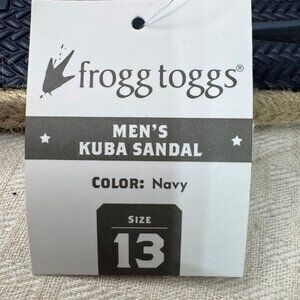 frogg toggs®
MEN'S
KUBA SANDAL
COLOR: Navy
SIZE
13